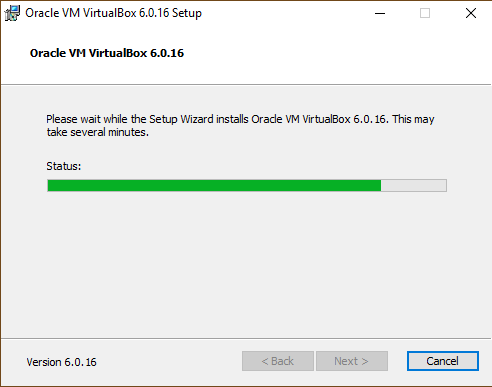 Oracle VM VirtualBox 6.0.16 Setup
Oracle VM VirtualBox 6.0.16
Please wait while the Setup Wizard installs Oracle VM VirtualBox 6.0.16. This may
take several minutes.
Status:
Version 6.0.16
< Back
Next >
Cancel